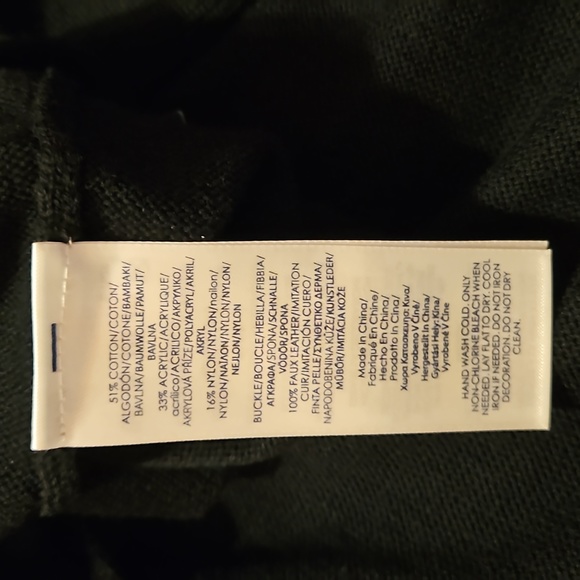 51% COTTON/COTON/
ALGODÓN/COTONE/BAMBAKI/
BAVLNA/BAUMWOLLE/PAMUT/
BAVLNA
33% ACRYLIC/ACRYLIQUE/
acrílico/ACRILICO/ΑΚΡΥΛΙΚΟ/
AKRYLOVÁ PŘÍZE/POLYACRYL/AKRIL/
AKRYL
16% NYLON/NYLON/nailon/
NYLON/ΝΑΪΛΟΝ/NYLON/NYLON/
NEJLON/NYLON
BUCKLE/BOUCLE/HEBILLA/FIBBIA/
ΑΓΚΡΑΦΑ/SPONA/SCHNALLE/
VODÓR/SPONA
100% FAUX LEATHER/IMITATION
CUIR/IMITACIÓN CUERO/
FINTA PELLE/ΣΥΝΘΕΤΙΚΟ ΔΕΡΜΑ/
NAPODOBENINA KŮŽE/KUNSTLEDER/
MŰBŐR/IMITÁCIA KOŽE
Made In China/
Fabriqué En Chine/
Hecho En China/
Prodotto In Cina/
Χώρα Κατασκευής Κίνα/
Vyrobeno V Číně/
Hergestellt In China/
Gyártási Hely: Kína/
Vyrobené V Číne
HAND WASH COLD. ONLY
NON-CHLORINE BLEACH WHEN
NEEDED. LAY FLAT TO DRY. COOL
IRON IF NEEDED. DO NOT IRON
DECORATION. DO NOT DRY
CLEAN.